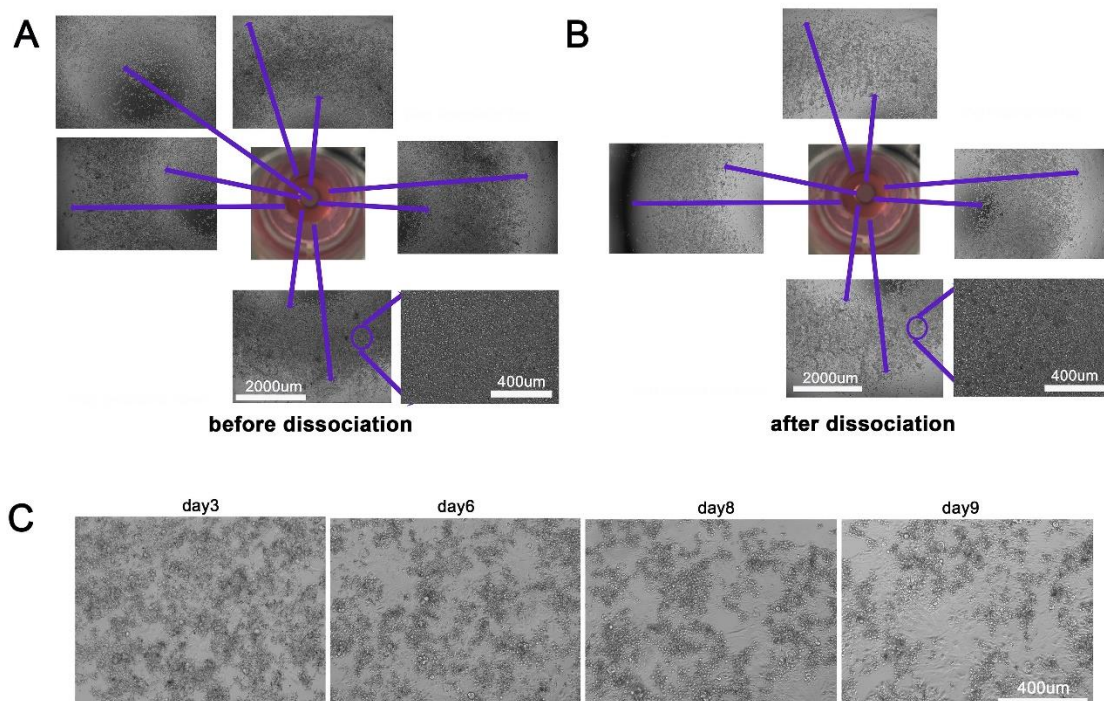 A
B
2000um
400um
before dissociation
2000um
400um
after dissociation
C
day3
day6
day8
day9
400um